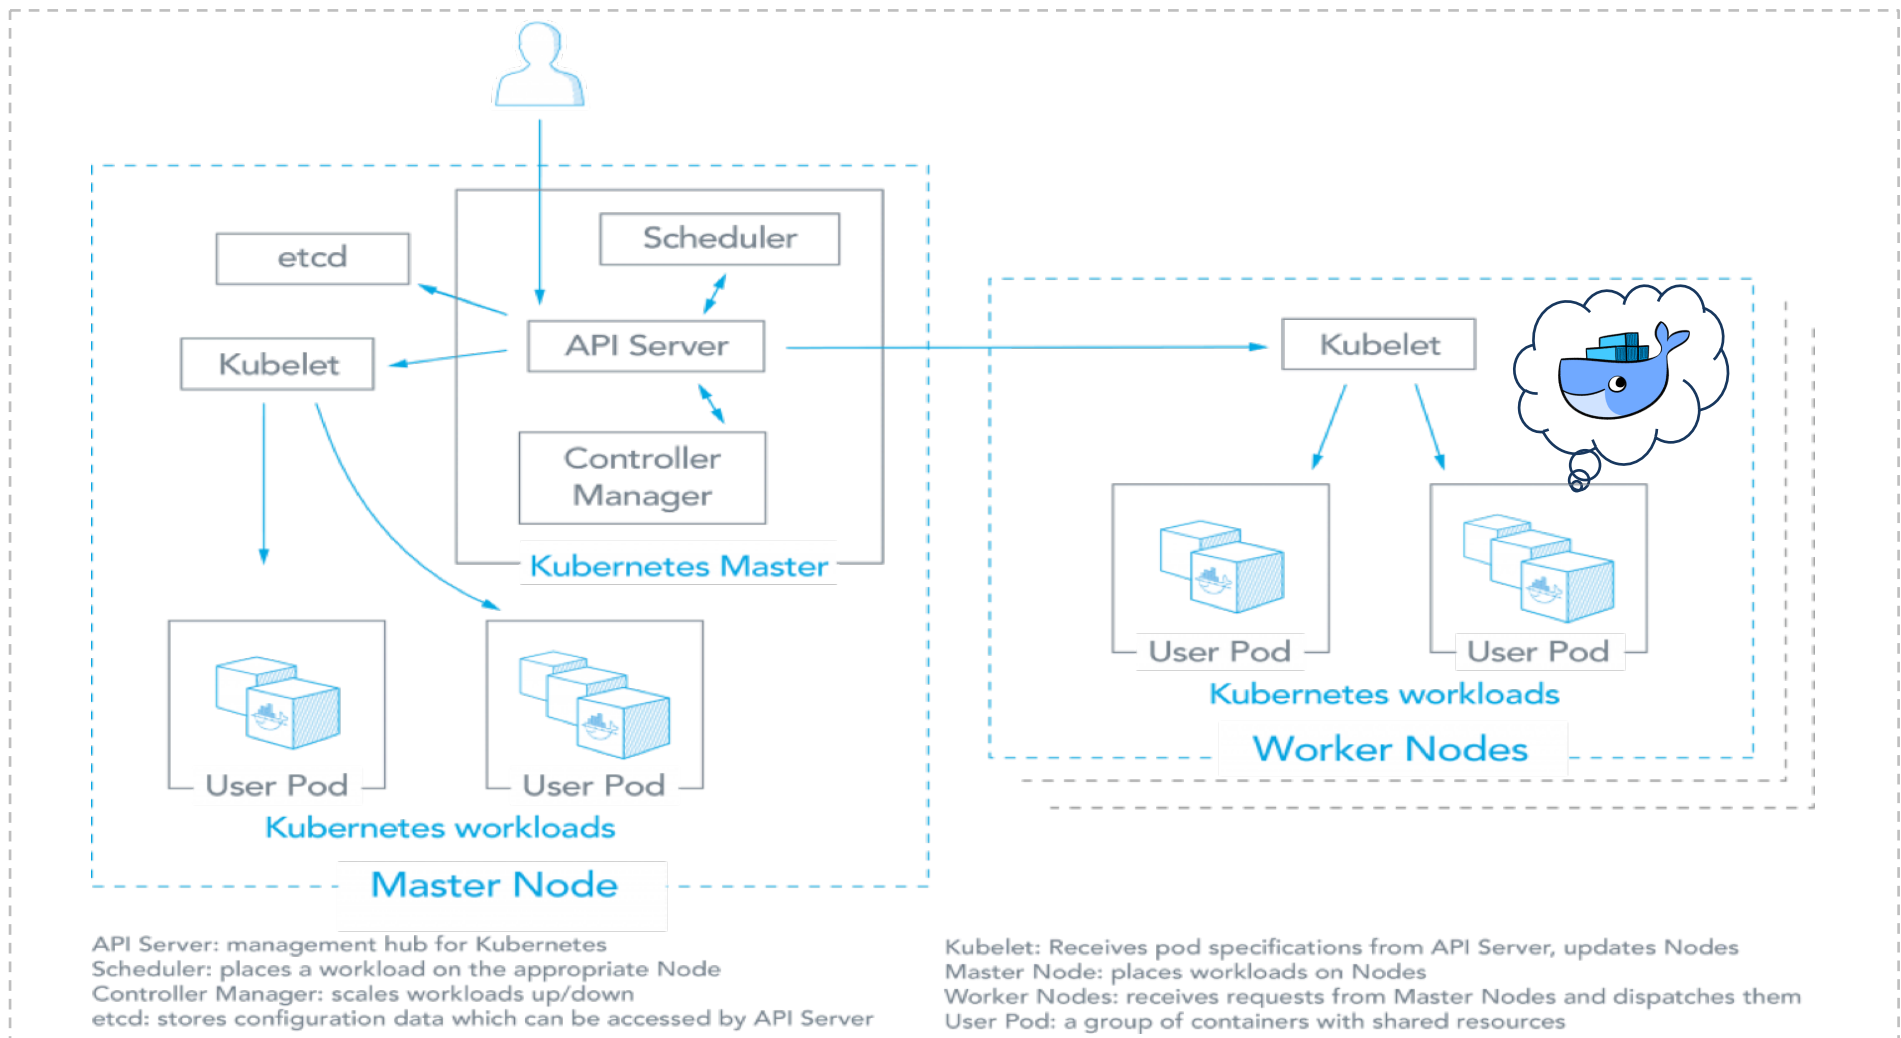 etcd
Scheduler
Kubelet
API Server
Controller
Manager
Kubernetes Master
User Pod
User Pod
Kubernetes workloads
Master Node
Kubelet
User Pod
User Pod
Kubernetes workloads
Worker Nodes
API Server: management hub for Kubernetes
Scheduler: places a workload on the appropriate Node
Controller Manager: scales workloads up/down
etcd: stores configuration data which can be accessed by API Server
Kubelet: Receives pod specifications from API Server, updates Nodes
Master Node: places workloads on Nodes
Worker Nodes: receives requests from Master Nodes and dispatches them
User Pod: a group of containers with shared resources